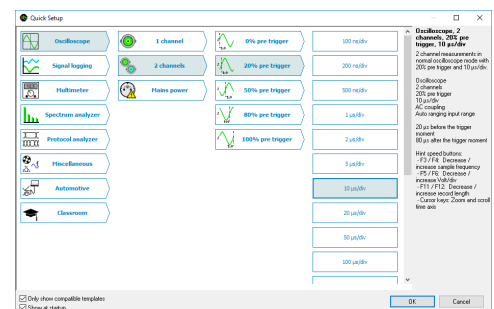 Quick Setup
Oscilloscope
Signal logging
Multimeter
Spectrum analyzer
Protocol analyzer
Miscellaneous
Automotive
Classroom
1 channel
2 channels
Mains power
0% pre trigger
20% pre trigger
50% pre trigger
80% pre trigger
100% pre trigger
100 ns/div
200 ns/div
500 ns/div
1 µs/div
2 µs/div
5 µs/div
10 µs/div
20 µs/div
50 µs/div
100 µs/div
Oscilloscope, 2
channels, 20% pre
trigger, 10 µs/div
2 channel measurements in
normal oscilloscope mode with
20% pre trigger and 10 µs/div.
Oscilloscope
2 channels
20% pre trigger
10 µs/div
AC coupling
Auto ranging input range
20 µs before the trigger
moment
80 µs after the trigger moment
Hint speed buttons:
- F3 / F4: Decrease /
increase sample frequency
- F5 / F6: Decrease /
increase Volt/div
- F11 / F12: Decrease /
increase record length
- Cursor keys: Zoom and scroll
time axis
Only show compatible templates
Show at startup
OK
Cancel